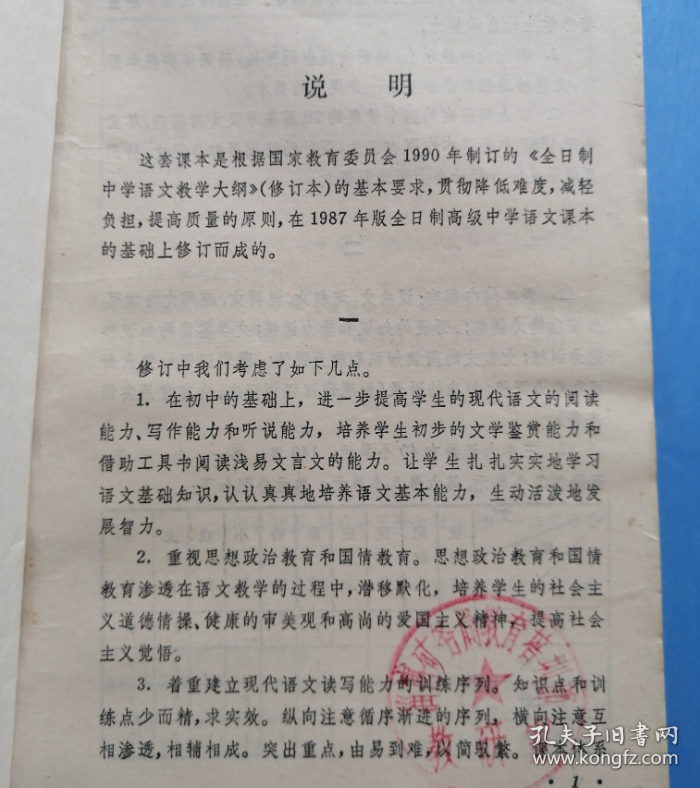 说 明
这套课本是根据国家教育委员会1990年制订的《全日制
中学语文教学大纲》(修订本)的基本要求,贯彻降低难度,减轻
负担,提高质量的原则,在1987年版全日制高级中学语文课本
的基础上修订而成的。
一
修订中我们考虑了如下几点。
1. 在初中的基础上,进一步提高学生的现代语文的阅读
能力、写作能力和听说能力,培养学生初步的文学鉴赏能力和
借助工具书阅读浅易文言文的能力。让学生扎扎实实地学习
语文基础知识,认认真真地培养语文基本能力,生动活泼地发
展智力。
2. 重视思想政治教育和国情教育。思想政治教育和国情
教育渗透在语文教学的过程中,潜移默化,培养学生的社会主
义道德情操、健康的审美观和高尚的爱国主义精神,提高社会
主义觉悟。
3. 着重建立现代语文读写能力的训练序列。知识点和训
练点少而精,求实效。纵向注意循序渐进的序列,横向注意互
相渗透,相辅相成。突出重点,由易到难,以简驭繁。课本体系
· 1 ·
矿务局教育
教研
孔夫子旧书网
www.kongfz.com